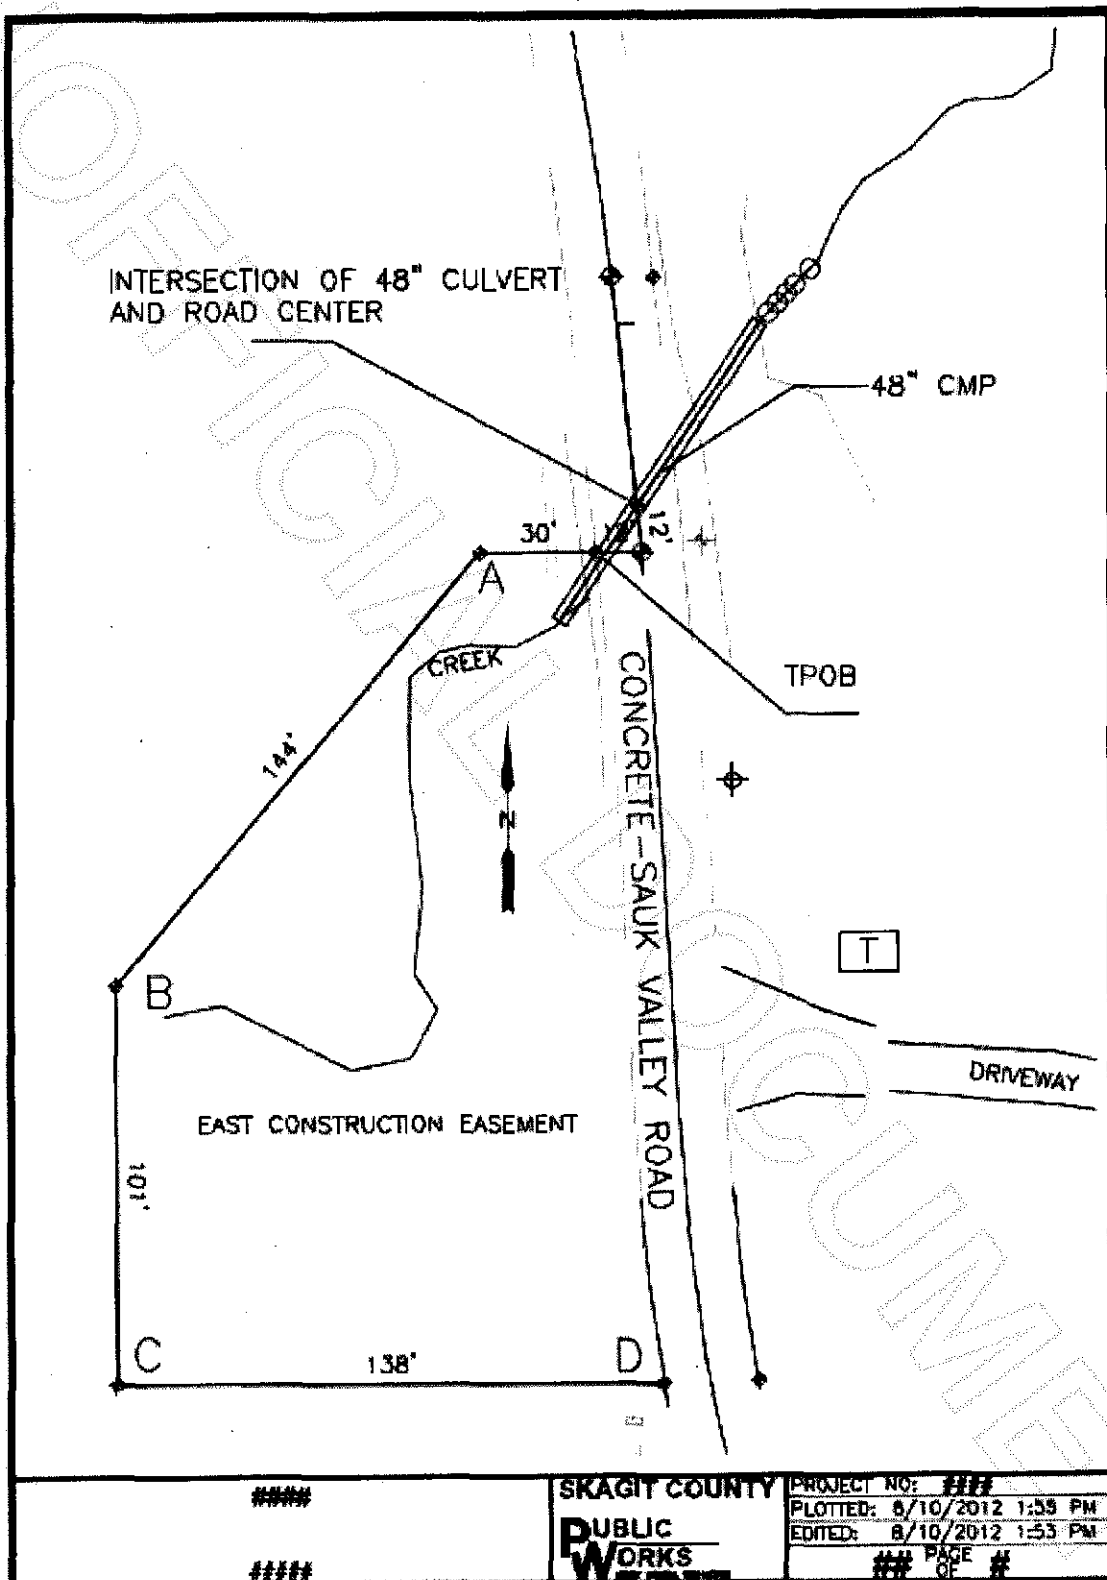 INTERSECTION OF 48" CULVERT
AND ROAD CENTER
48" CMP
30'
12'
A
CREEK
TPOB
144'
N
CONCRETE-SAUK VALLEY ROAD
T
B
DRIVEWAY
EAST CONSTRUCTION EASEMENT
101'
C
138'
D
UNOFFICIAL DOCUMENT
####
#####
SKAGIT COUNTY
PUBLIC
WORKS
PROJECT NO: ####
PLOTTED: 8/10/2012 1:55 PM
EDITED: 8/10/2012 1:53 PM
## PAGE OF #